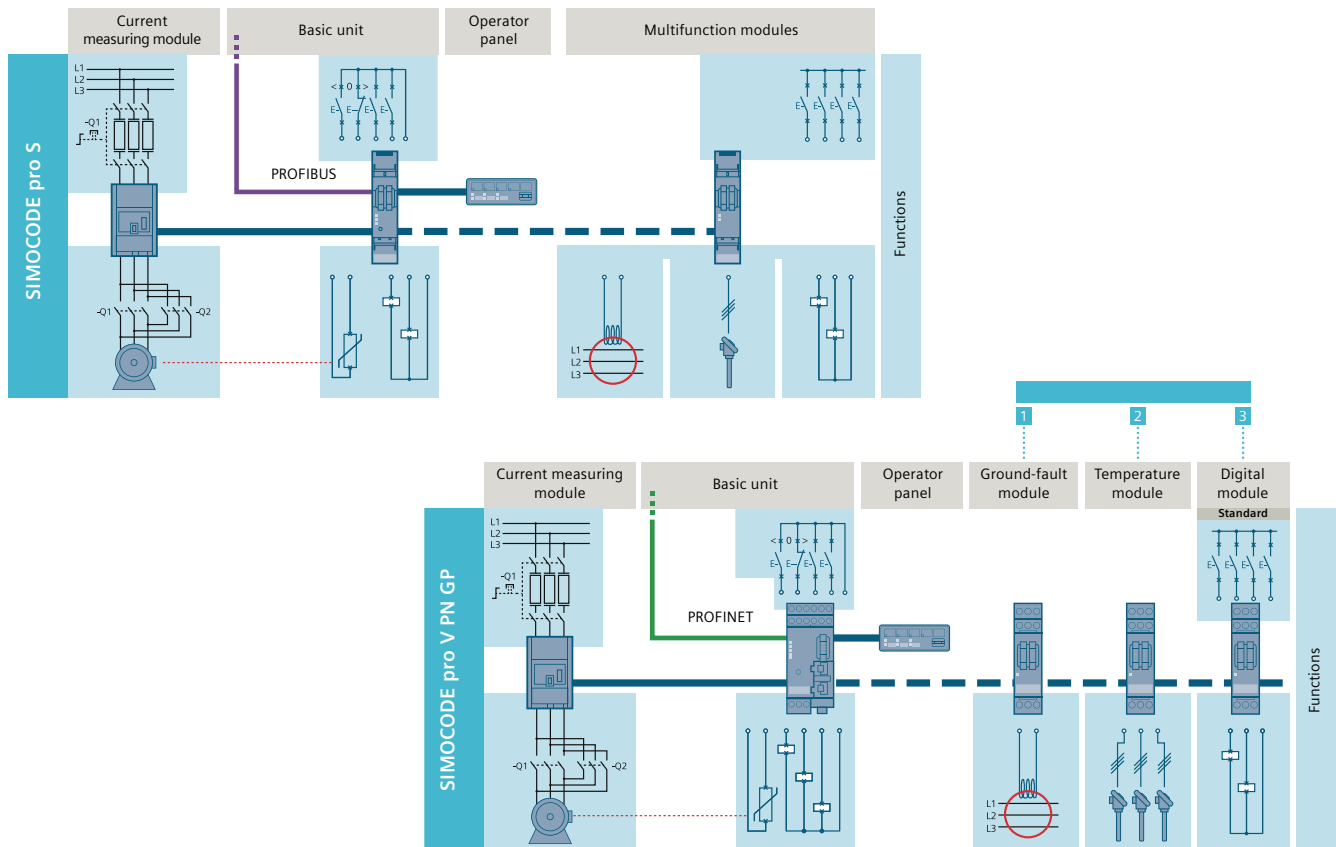 Current
measuring module
Basic unit
Operator
panel
Multifunction modules
SIMOCODE pro S
L1
L2
L3
-Q1
< 0 >
E-
E-
E-
E-
E-
E-
E-
E-
PROFIBUS
-Q1
-Q2
L1
L2
L3
Functions
1
2
3
Current measuring
module
Basic unit
Operator
panel
Ground-fault
module
Temperature
module
Digital
module
Standard
SIMOCODE pro V PN GP
L1
L2
L3
-Q1
< 0 >
E-
E-
E-
E-
E-
E-
E-
E-
PROFINET
-Q1
-Q2
L1
L2
L3
Functions